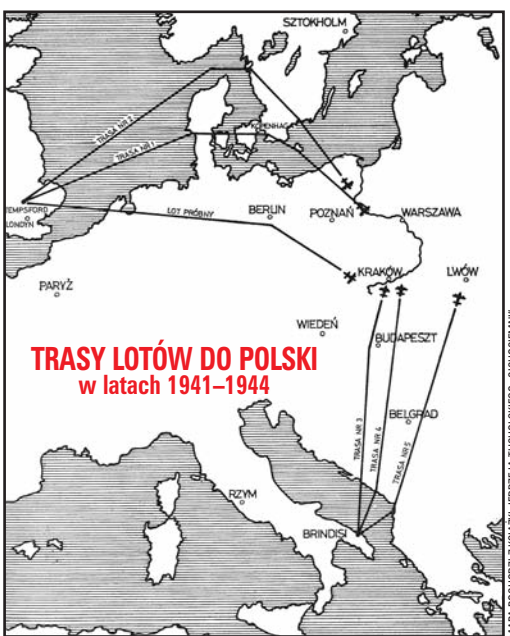 SZTOKHOLM
TRASA NR 2
KOPENHAGA
TRASA NR 1
TEMPSFORD
LONDYN
LOT PRÓBNY
BERLIN
POZNAŃ
WARSZAWA
PARYŻ
KRAKÓW
LWÓW
WIEDEŃ
BUDAPESZT
TRASY LOTÓW DO POLSKI
w latach 1941–1944
BELGRAD
TRASA NR 3
TRASA NR 4
TRASA NR 5
RZYM
BRINDISI